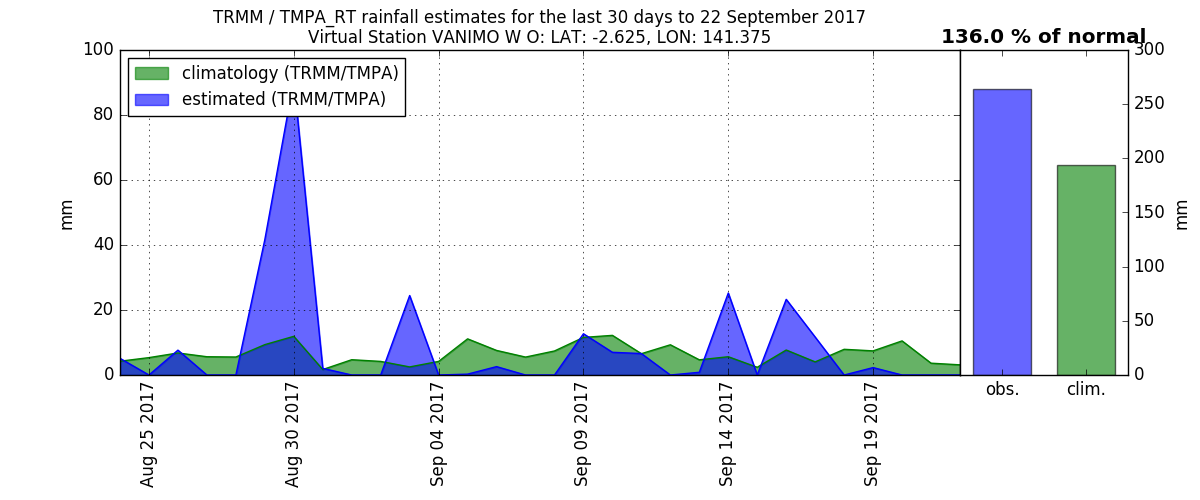 TRMM / TMPA_RT rainfall estimates for the last 30 days to 22 September 2017
Virtual Station VANIMO W O: LAT: -2.625, LON: 141.375
136.0 % of normal
climatology (TRMM/TMPA)
estimated (TRMM/TMPA)
100
80
60
40
20
0
mm
Aug 25 2017
Aug 30 2017
Sep 04 2017
Sep 09 2017
Sep 14 2017
Sep 19 2017
300
250
200
150
100
50
0
mm
obs.
clim.